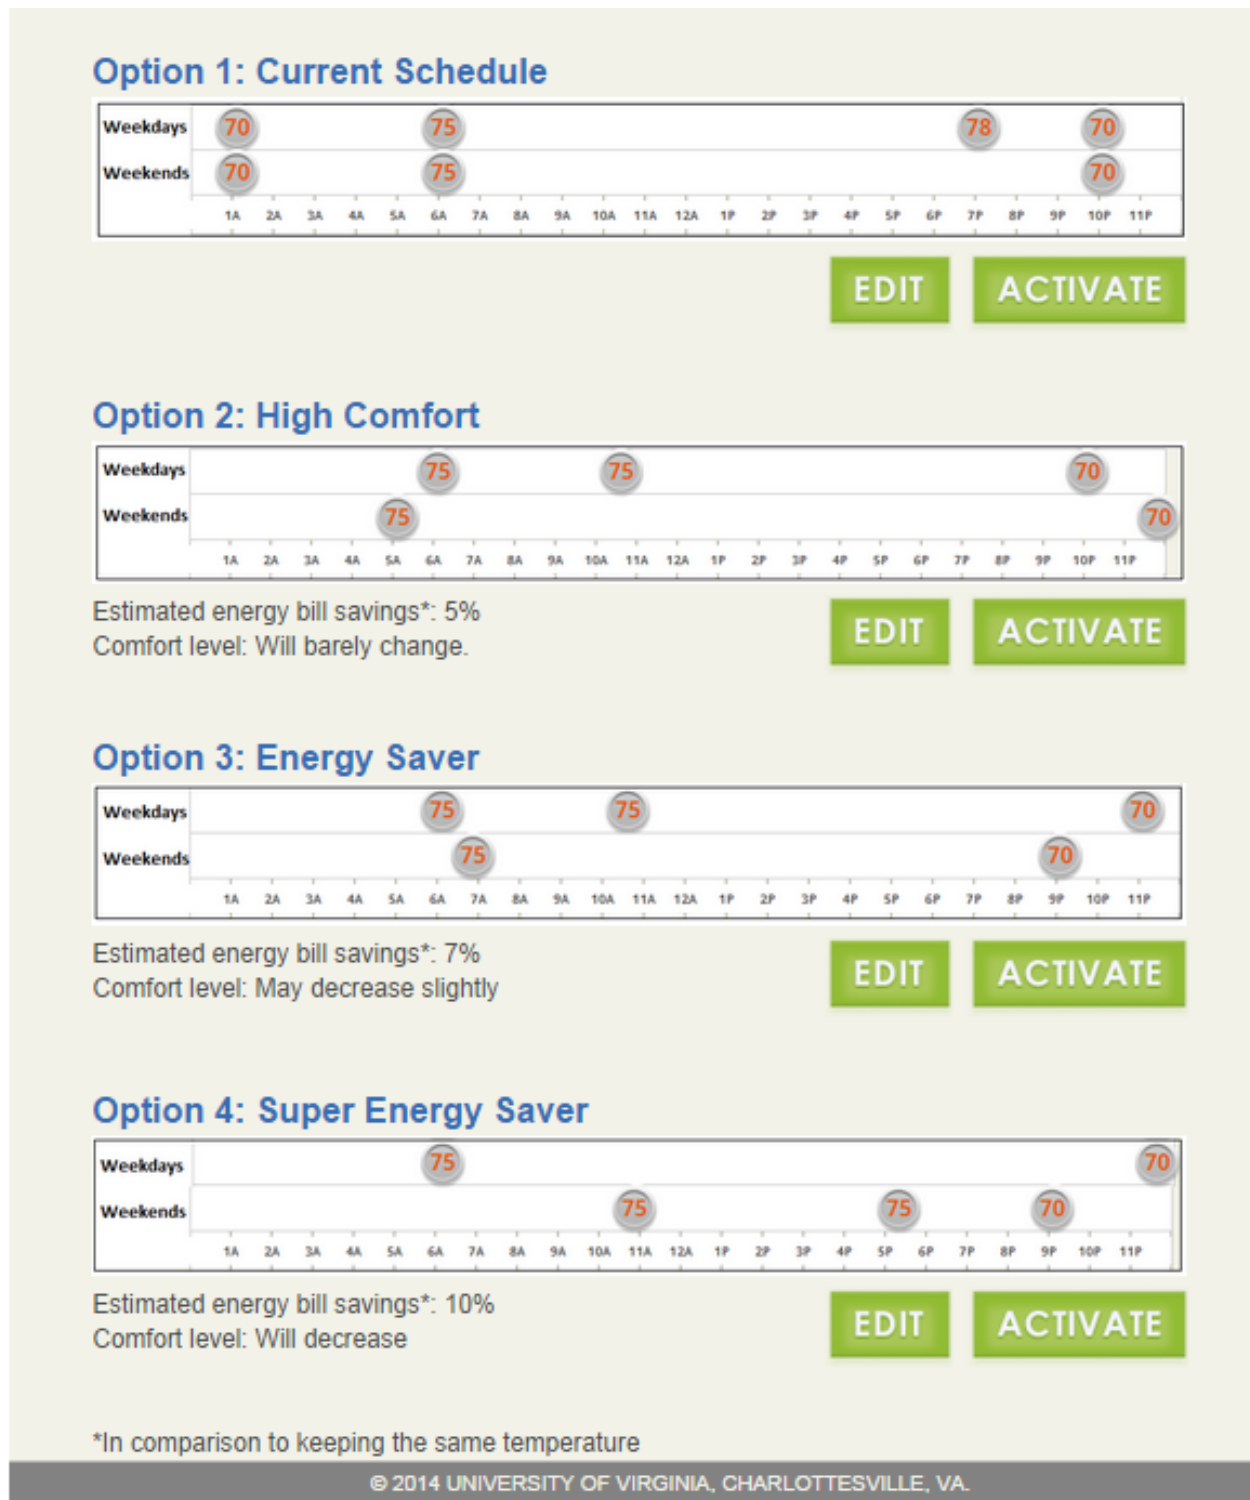 Option 1: Current Schedule
Weekdays 70 75 78 70
Weekends 70 75 70
1A 2A 3A 4A 5A 6A 7A 8A 9A 10A 11A 12A 1P 2P 3P 4P 5P 6P 7P 8P 9P 10P 11P
EDIT ACTIVATE
Option 2: High Comfort
Weekdays 75 75 70
Weekends 75 70
1A 2A 3A 4A 5A 6A 7A 8A 9A 10A 11A 12A 1P 2P 3P 4P 5P 6P 7P 8P 9P 10P 11P
Estimated energy bill savings*: 5%
Comfort level: Will barely change.
EDIT ACTIVATE
Option 3: Energy Saver
Weekdays 75 75 70
Weekends 75 70
1A 2A 3A 4A 5A 6A 7A 8A 9A 10A 11A 12A 1P 2P 3P 4P 5P 6P 7P 8P 9P 10P 11P
Estimated energy bill savings*: 7%
Comfort level: May decrease slightly
EDIT ACTIVATE
Option 4: Super Energy Saver
Weekdays 75 70
Weekends 75 75 70
1A 2A 3A 4A 5A 6A 7A 8A 9A 10A 11A 12A 1P 2P 3P 4P 5P 6P 7P 8P 9P 10P 11P
Estimated energy bill savings*: 10%
Comfort level: Will decrease
EDIT ACTIVATE
*In comparison to keeping the same temperature
© 2014 UNIVERSITY OF VIRGINIA, CHARLOTTESVILLE, VA.